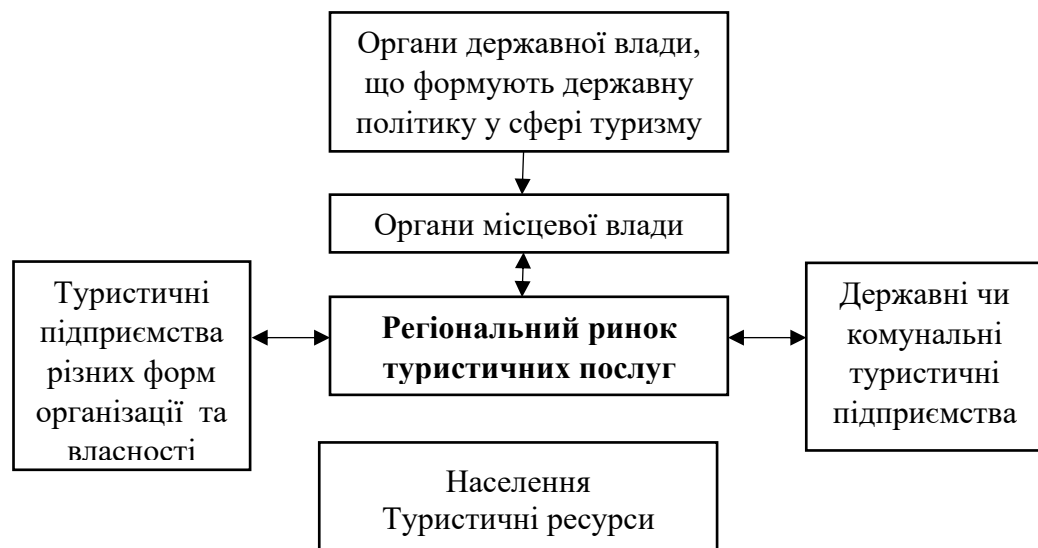 Органи державної влади,
що формують державну
політику у сфері туризму
Органи місцевої влади
Туристичні
підприємства
різних форм
організації та
власності
Регіональний ринок
туристичних послуг
Державні чи
комунальні
туристичні
підприємства
Населення
Туристичні ресурси